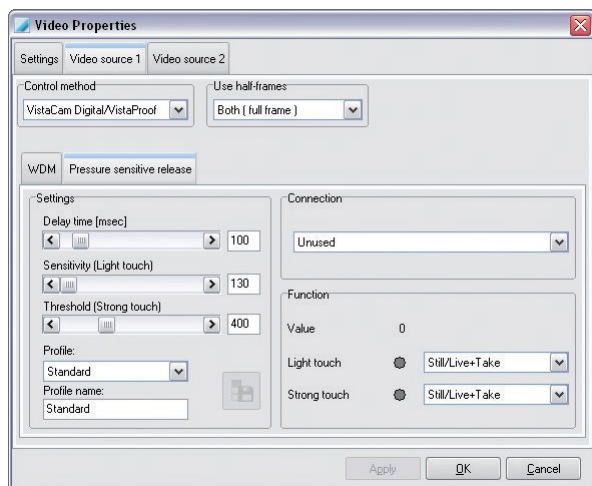 Video Properties
Settings Video source 1 Video source 2
Control method
VistaCam Digital/VistaProof
Use half-frames
Both ( full frame )
WDM Pressure sensitive release
Settings
Delay time [msec]
100
Sensitivity (Light touch)
130
Threshold (Strong touch)
400
Profile:
Standard
Profile name:
Standard
Connection
Unused
Function
Value 0
Light touch Still/Live+Take
Strong touch Still/Live+Take
Apply OK Cancel